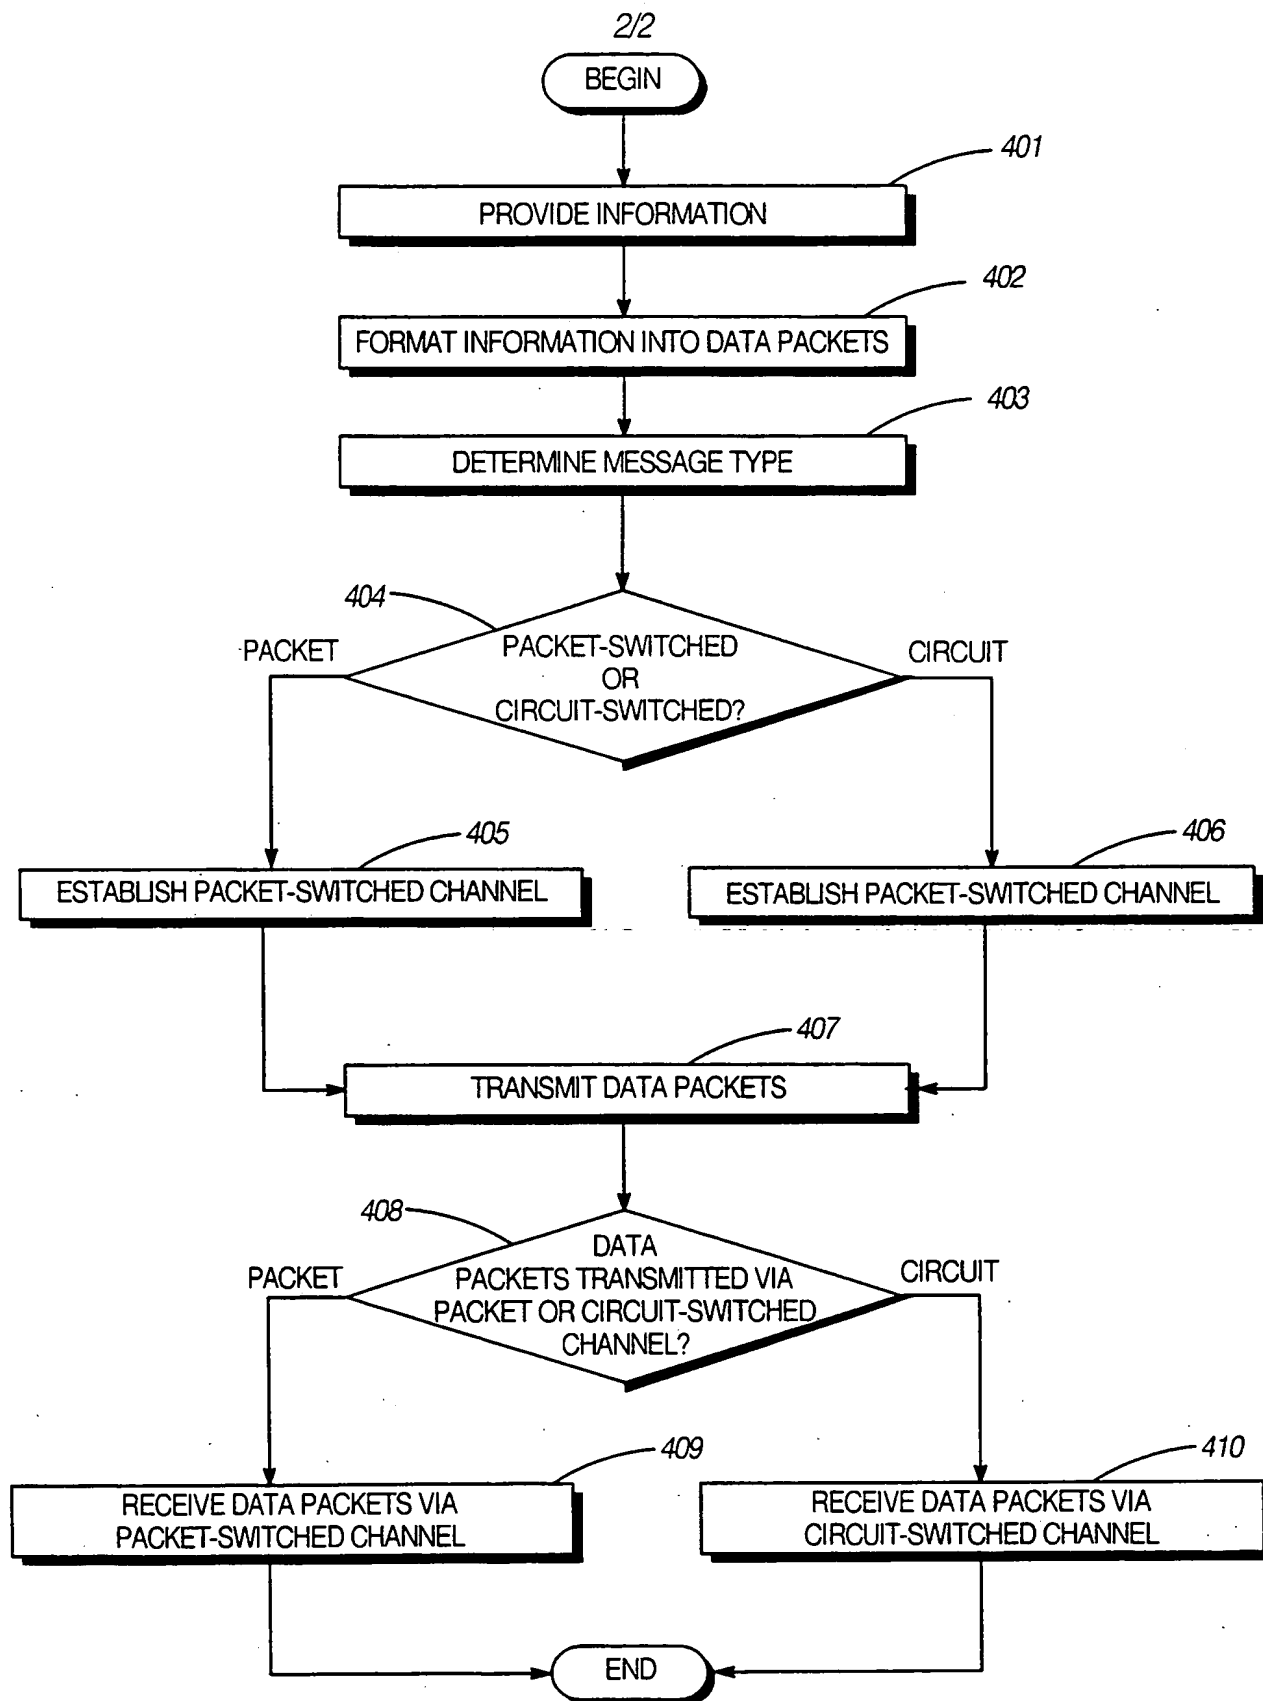 2/2
BEGIN
401
PROVIDE INFORMATION
402
FORMAT INFORMATION INTO DATA PACKETS
403
DETERMINE MESSAGE TYPE
404
PACKET
PACKET-SWITCHED
OR
CIRCUIT-SWITCHED?
CIRCUIT
405
ESTABLISH PACKET-SWITCHED CHANNEL
406
ESTABLISH PACKET-SWITCHED CHANNEL
407
TRANSMIT DATA PACKETS
408
PACKET
DATA
PACKETS TRANSMITTED VIA
PACKET OR CIRCUIT-SWITCHED
CHANNEL?
CIRCUIT
409
RECEIVE DATA PACKETS VIA
PACKET-SWITCHED CHANNEL
410
RECEIVE DATA PACKETS VIA
CIRCUIT-SWITCHED CHANNEL
END